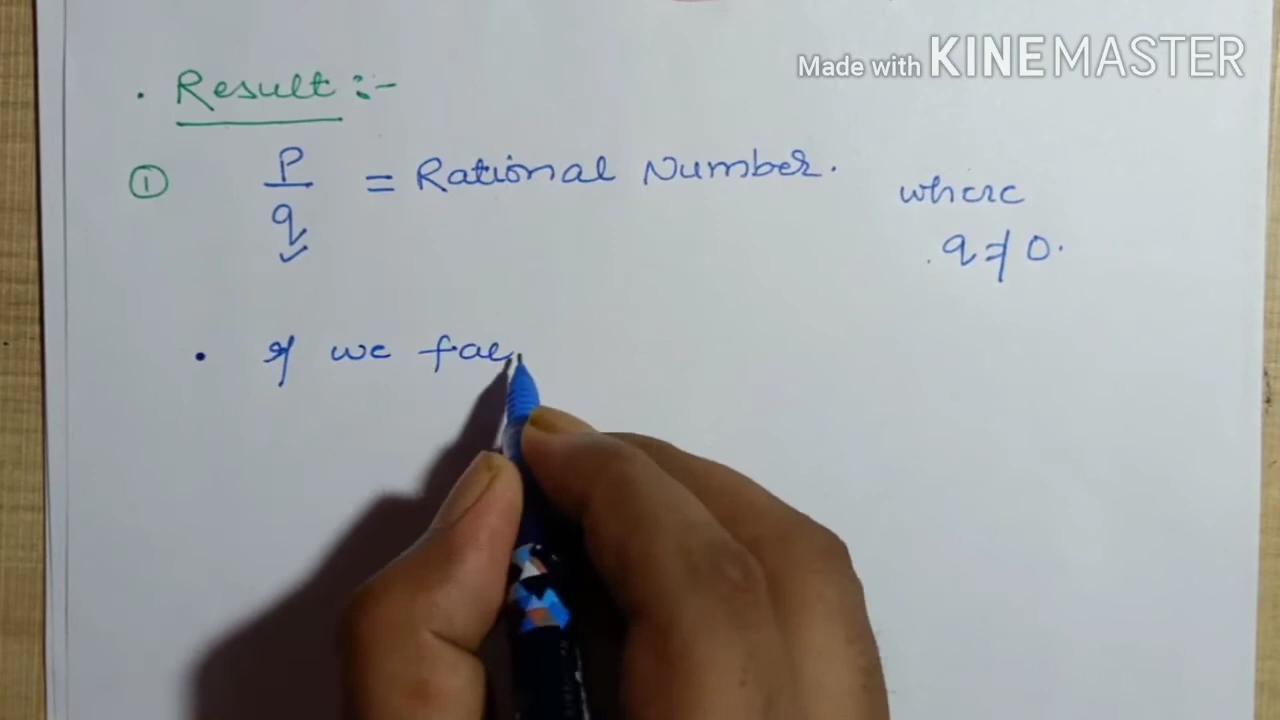 Made with KINEMASTER
. Result :-
① P/q = Rational Number. where q ≠ 0.
• If we fac